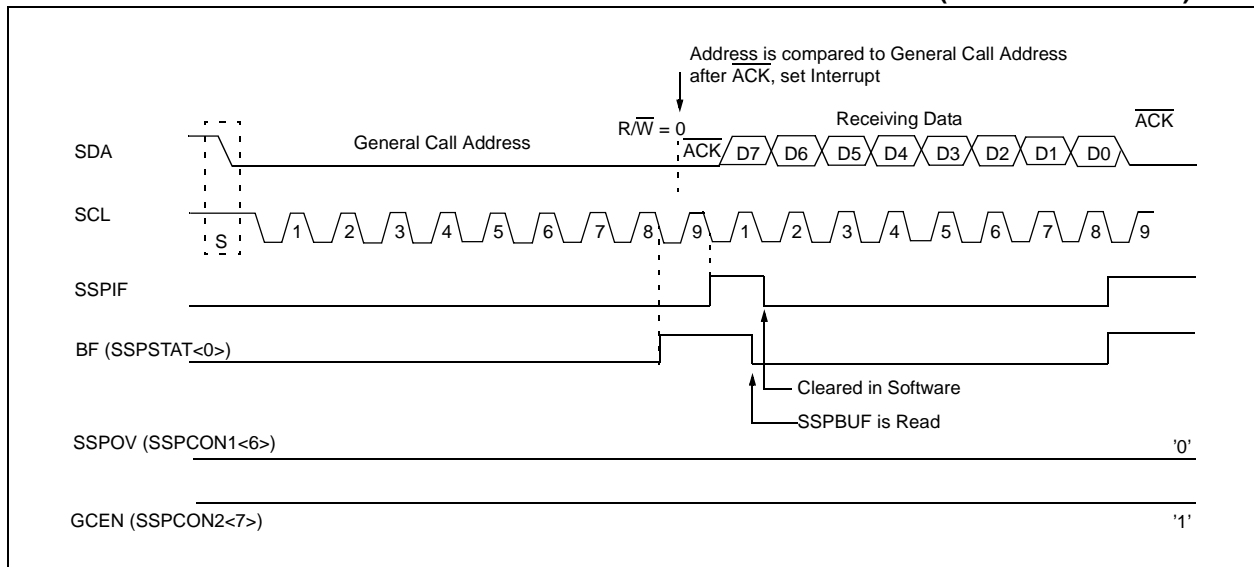 Address is compared to General Call Address
after ACK, set Interrupt
R/W = 0
Receiving Data
ACK
SDA
General Call Address
ACK
D7 D6 D5 D4 D3 D2 D1 D0
SCL
S
1 2 3 4 5 6 7 8 9 1 2 3 4 5 6 7 8 9
SSPIF
BF (SSPSTAT<0>)
Cleared in Software
SSPBUF is Read
SSPOV (SSPCON1<6>)
'0'
GCEN (SSPCON2<7>)
'1'